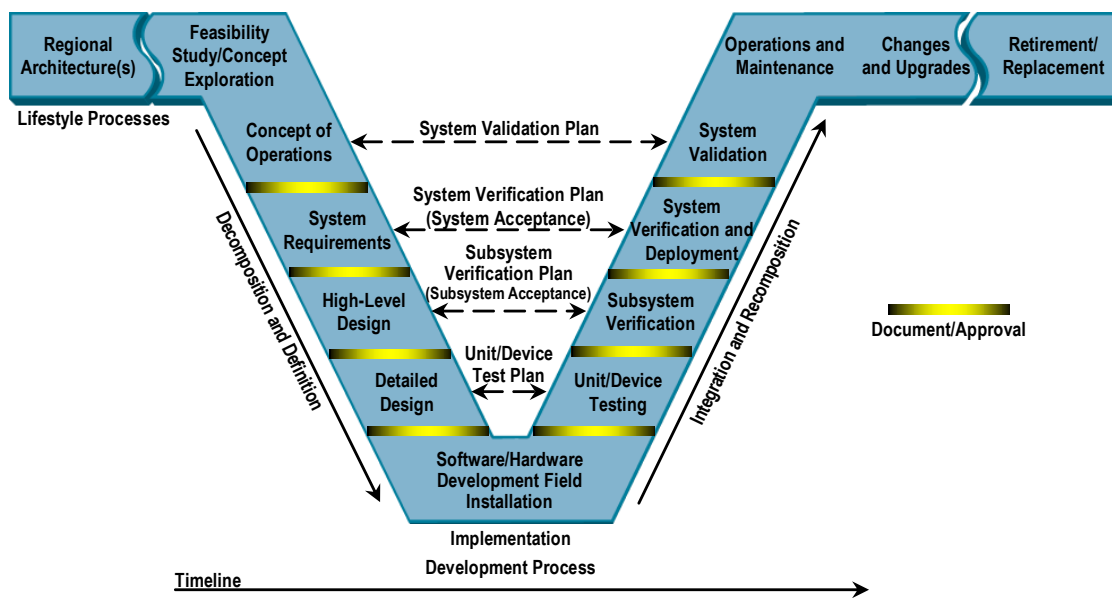 Regional
Architecture(s)
Feasibility
Study/Concept
Exploration
Operations and
Maintenance
Changes
and Upgrades
Retirement/
Replacement
Lifestyle Processes
Concept of
Operations
System Validation Plan
System
Validation
System
Requirements
System Verification Plan
(System Acceptance)
System
Verification and
Deployment
High-Level
Design
Subsystem
Verification Plan
(Subsystem Acceptance)
Subsystem
Verification
Detailed
Design
Unit/Device
Test Plan
Unit/Device
Testing
Decomposition and Definition
Integration and Recomposition
Document/Approval
Software/Hardware
Development Field
Installation
Implementation
Development Process
Timeline